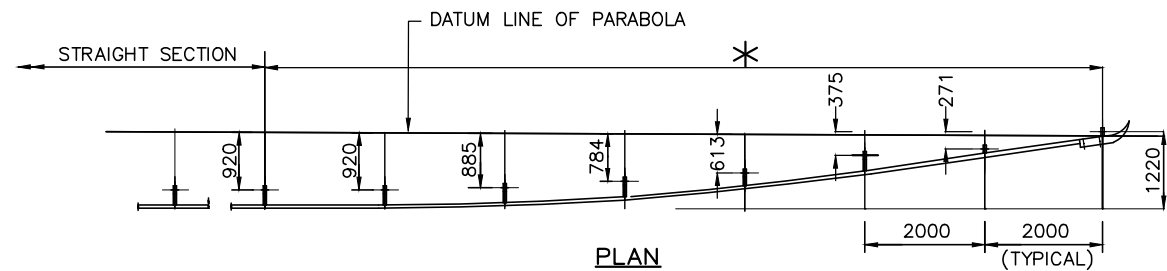 DATUM LINE OF PARABOLA
STRAIGHT SECTION
375
271
920
920
885
784
613
1220
2000
2000
(TYPICAL)
PLAN